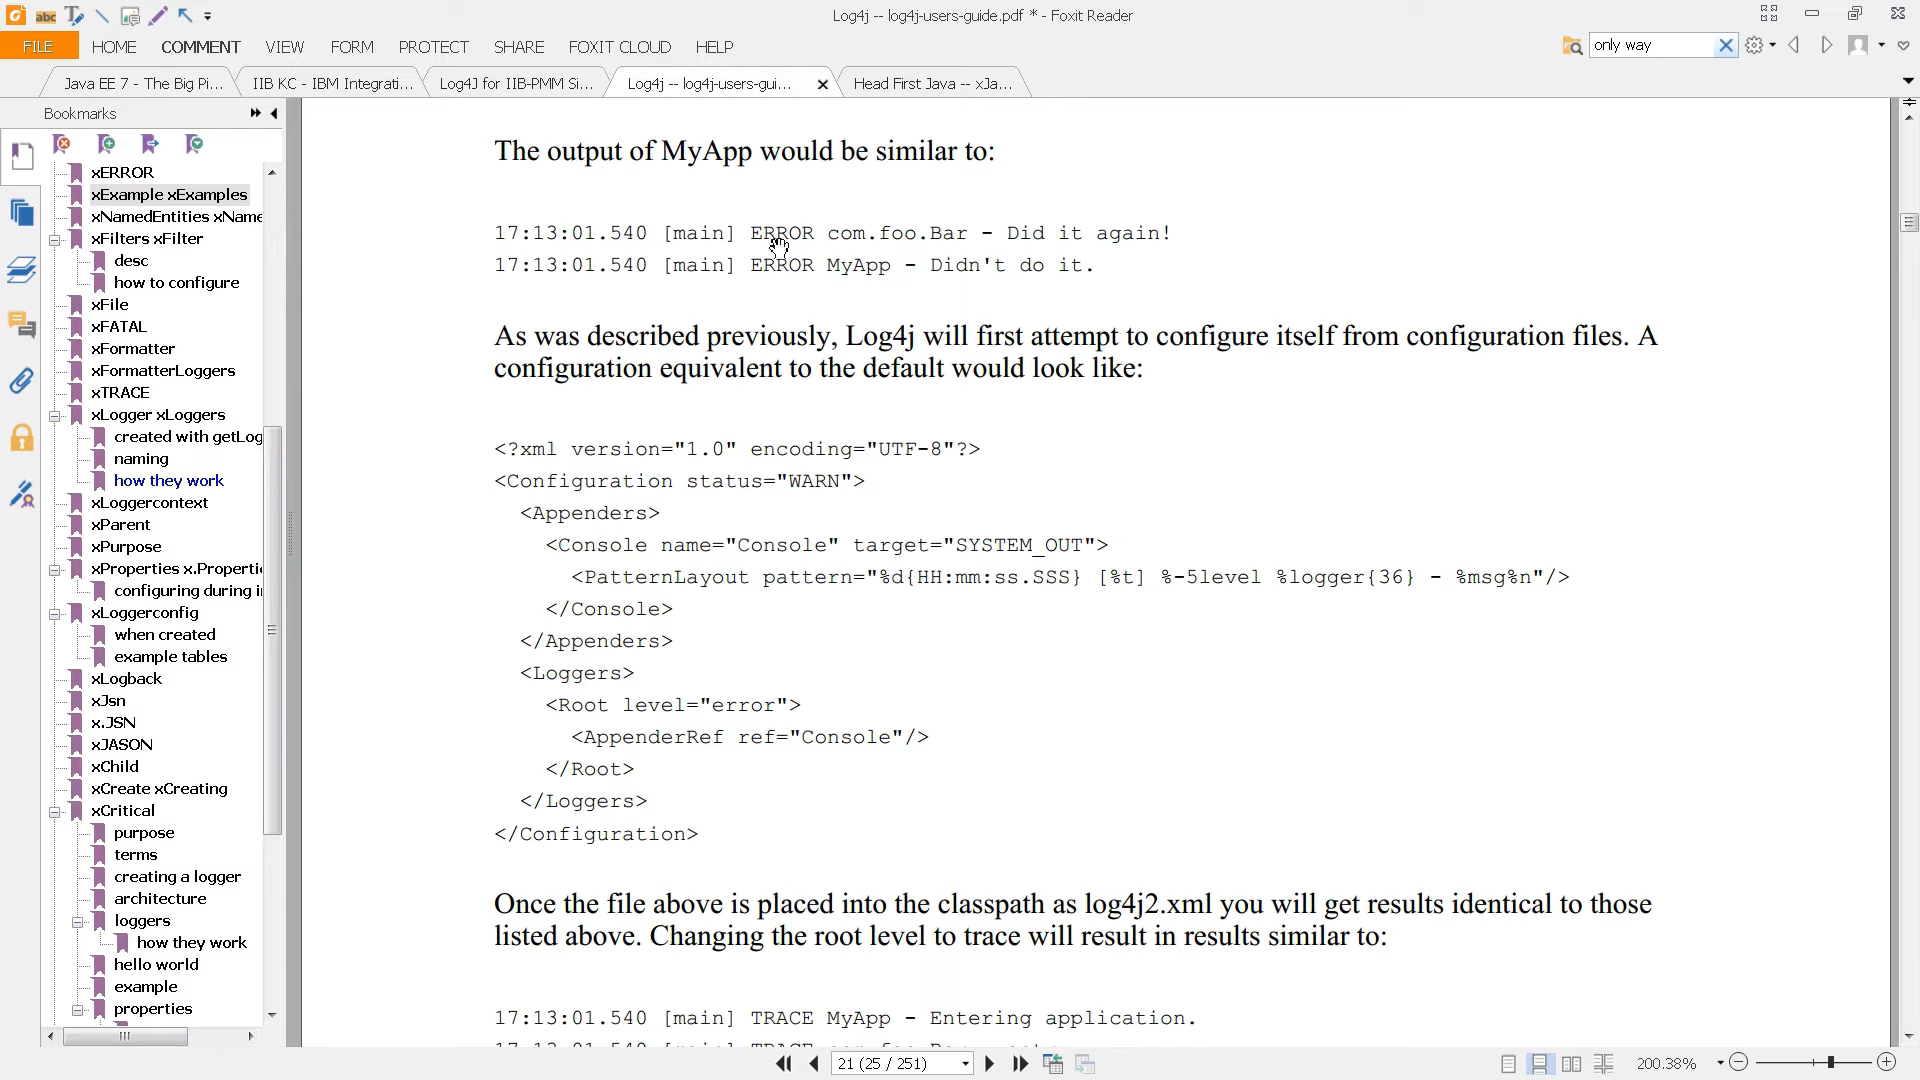 Log4j -- log4j-users-guide.pdf * - Foxit Reader
FILE HOME COMMENT VIEW FORM PROTECT SHARE FOXIT CLOUD HELP
only way
Java EE 7 - The Big Pi...
IIB KC - IBM Integrati...
Log4J for IIB-PMM Si...
Log4j -- log4j-users-gui...
Head First Java -- xJa...
Bookmarks
xERROR
xExample xExamples
xNamedEntities xName
xFilters xFilter
desc
how to configure
xFile
xFATAL
xFormatter
xFormatterLoggers
xTRACE
xLogger xLoggers
created with getLog
naming
how they work
xLoggercontext
xParent
xPurpose
xProperties x.Properti
configuring during i
xLoggerconfig
when created
example tables
xLogback
xJsn
x.JSN
xJASON
xChild
xCreate xCreating
xCritical
purpose
terms
creating a logger
architecture
loggers
how they work
hello world
example
properties
The output of MyApp would be similar to:
17:13:01.540 [main] ERROR com.foo.Bar - Did it again!
17:13:01.540 [main] ERROR MyApp - Didn't do it.
As was described previously, Log4j will first attempt to configure itself from configuration files. A
configuration equivalent to the default would look like:
<?xml version="1.0" encoding="UTF-8"?>
<Configuration status="WARN">
<Appenders>
<Console name="Console" target="SYSTEM_OUT">
<PatternLayout pattern="%d{HH:mm:ss.SSS} [%t] %-5level %logger{36} - %msg%n"/>
</Console>
</Appenders>
<Loggers>
<Root level="error">
<AppenderRef ref="Console"/>
</Root>
</Loggers>
</Configuration>
Once the file above is placed into the classpath as log4j2.xml you will get results identical to those
listed above. Changing the root level to trace will result in results similar to:
17:13:01.540 [main] TRACE MyApp - Entering application.
21 (25 / 251)
200.38%